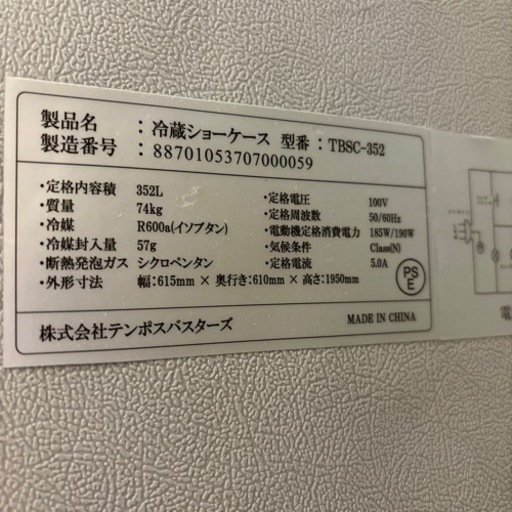 製品名 : 冷蔵ショーケース 型番 : TBSC-352
製造番号 : 88701053707000059
・定格内容積 352L
・質量 74kg
・冷媒 R600a(イソブタン)
・冷媒封入量 57g
・断熱発泡ガス シクロペンタン
・外形寸法 幅:615mm × 奥行き:610mm × 高さ:1950mm
・定格電圧 100V
・定格周波数 50/60Hz
・電動機定格消費電力 185W/190W
・気候条件 Class(N)
・定格電流 5.0A
PS
E
株式会社テンポスバスターズ MADE IN CHINA
電